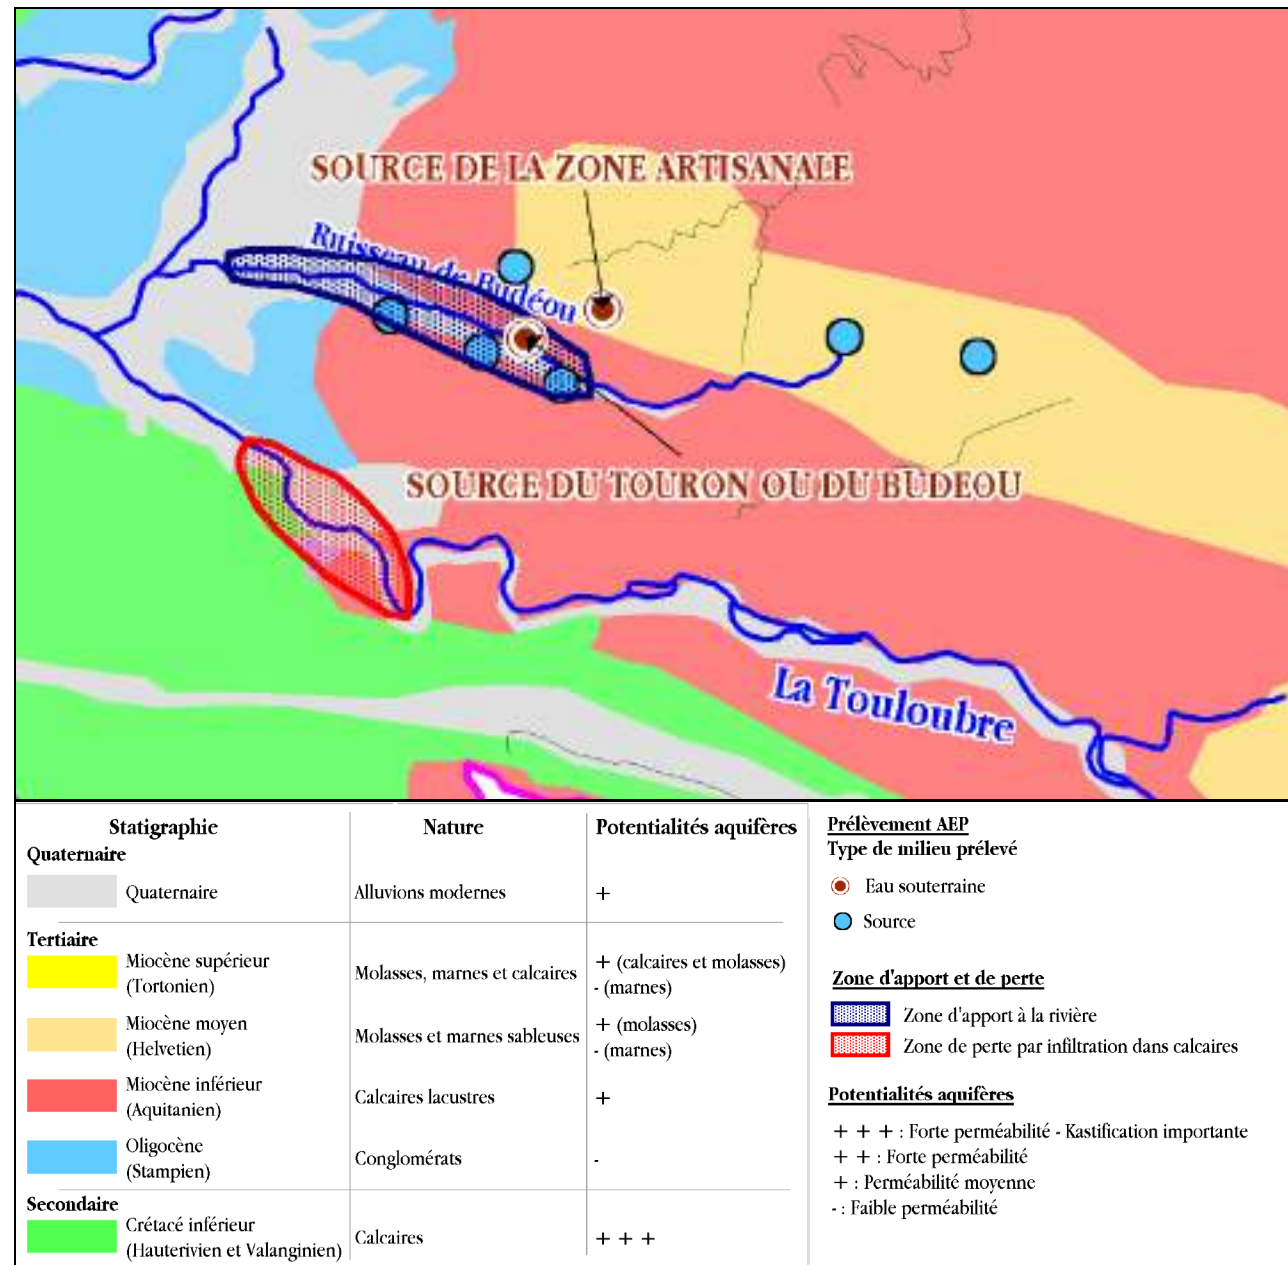 SOURCE DE LA ZONE ARTISANALE
Ruisseau de Budéou
SOURCE DU TOURON OU DU BUDEOU
La Touloubre
Statigraphie Nature Potentialités aquifères
Quaternaire
Quaternaire Alluvions modernes +
Tertiaire
Miocène supérieur
(Tortonien)
Molasses, marnes et calcaires
+ (calcaires et molasses)
- (marnes)
Miocène moyen
(Helvetien)
Molasses et marnes sableuses
+ (molasses)
- (marnes)
Miocène inférieur
(Aquitanien)
Calcaires lacustres +
Oligocène
(Stampien)
Conglomérats -
Secondaire
Crétacé inférieur
(Hauterivien et Valanginien)
Calcaires + + +
Prélèvement AEP
Type de milieu prélevé
Eau souterraine
Source
Zone d'apport et de perte
Zone d'apport à la rivière
Zone de perte par infiltration dans calcaires
Potentialités aquifères
+ + + : Forte perméabilité - Kastification importante
+ + : Forte perméabilité
+ : Perméabilité moyenne
- : Faible perméabilité